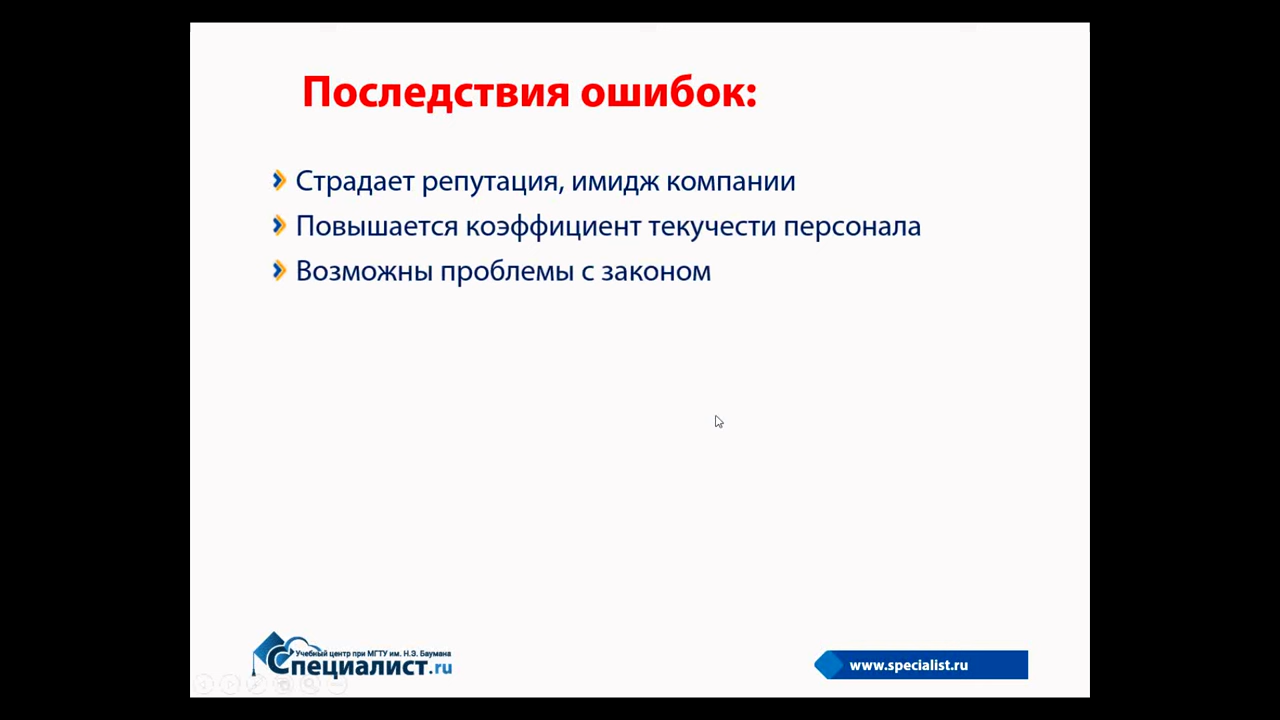 Последствия ошибок:
Страдает репутация, имидж компании
Повышается коэффициент текучести персонала
Возможны проблемы с законом
Учебный центр при МГТУ им. Н.Э. Баумана
Специалист.ru
www.specialist.ru